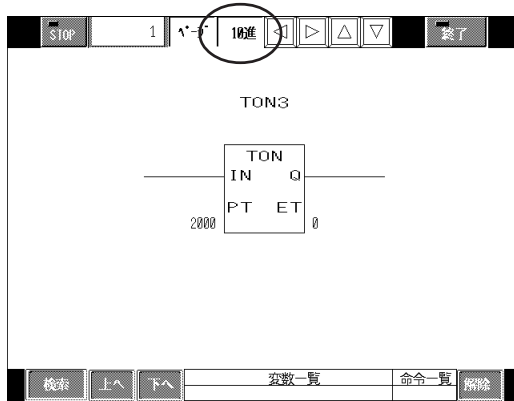 STOP 1 ページ 10進 ◁ ▷ △ ▽ 終了
TON3
TON
IN Q
PT ET
2000 0
検索 上へ 下へ 変数一覧 命令一覧 解除